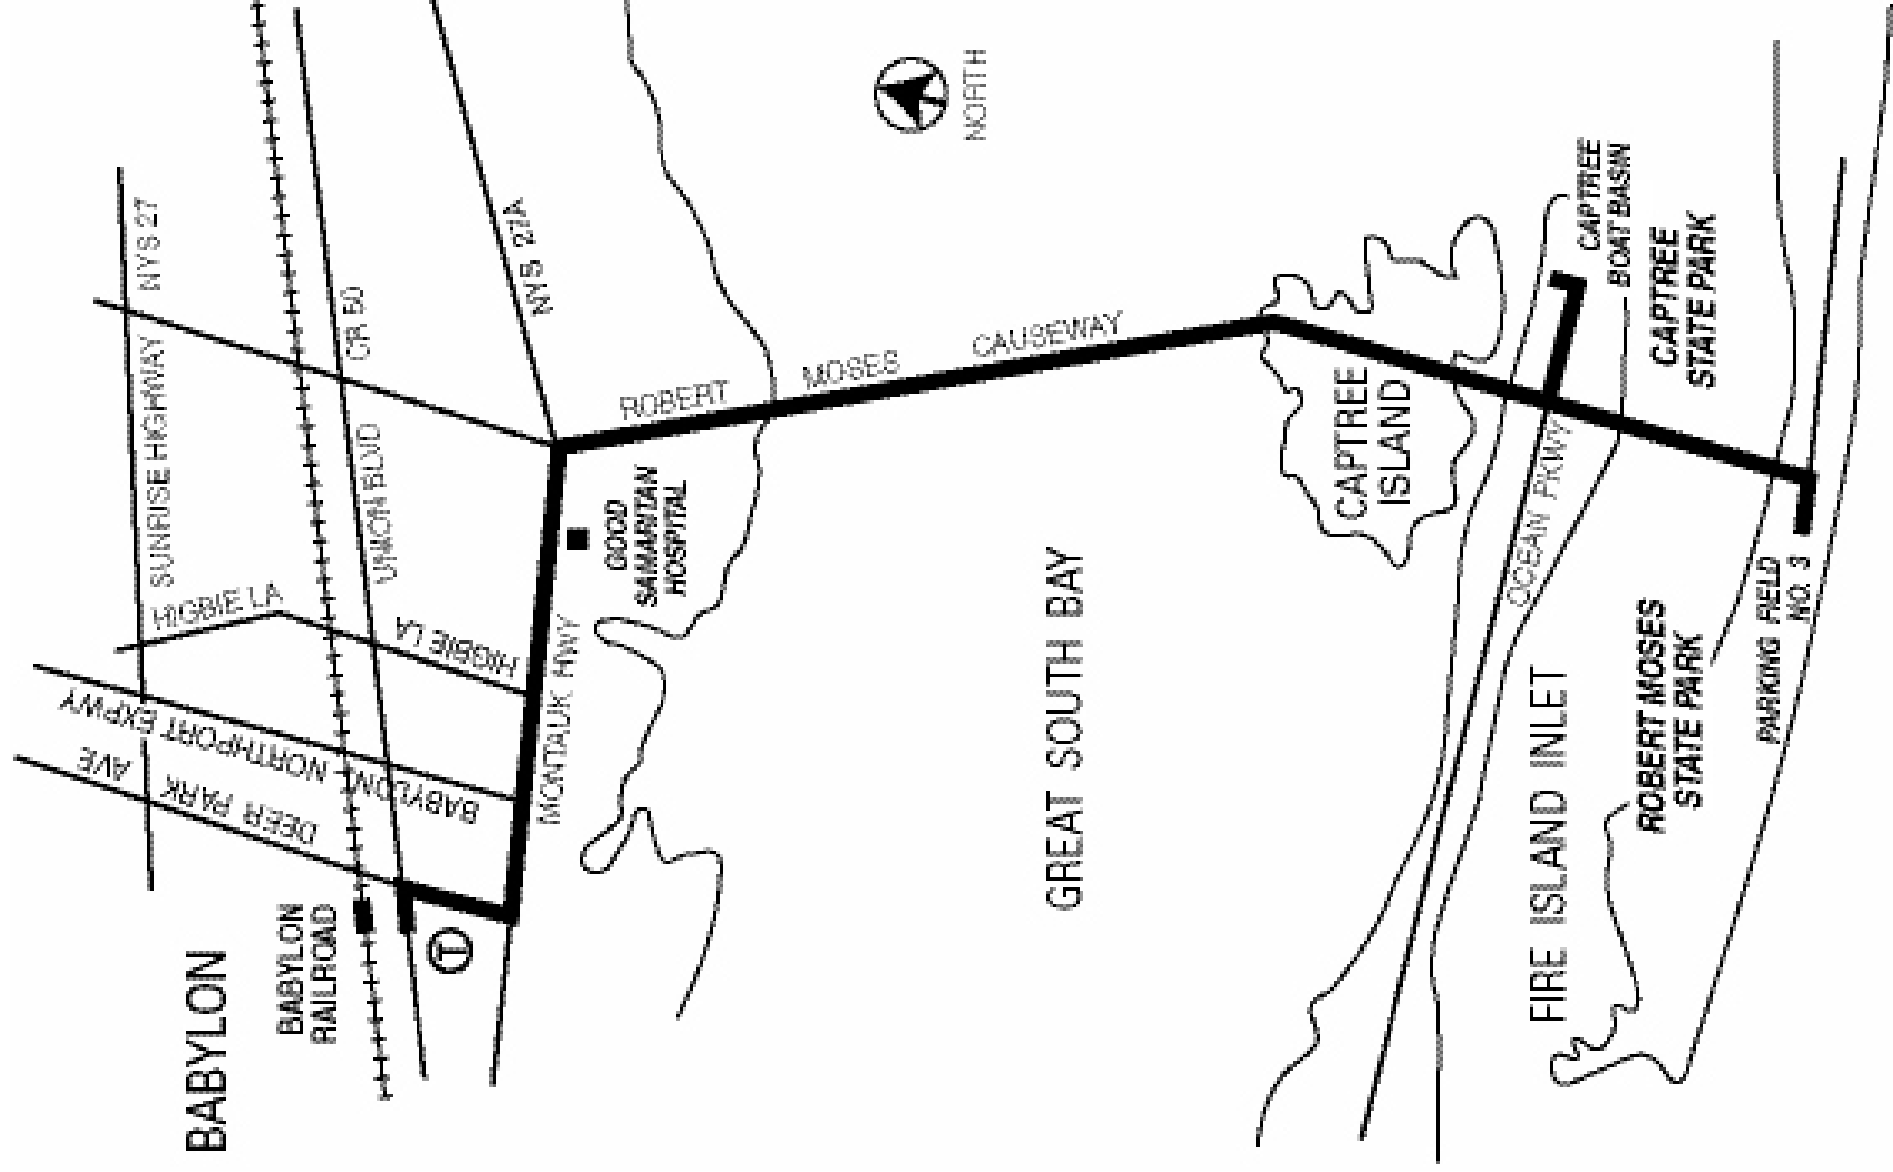 BABYLON
BABYLON
RAILROAD
T
SUNRISE HIGHWAY NYS 27
HIGBIE LA
HIGBIE LA
BABYLON - NORTHPORT EXPWY
DEER PARK AVE
UNION BLVD CR 50
NYS 27A
MONTAUK HWY
GOOD
SAMARITAN
HOSPITAL
ROBERT MOSES CAUSEWAY
NORTH
GREAT SOUTH BAY
CAPTREE
ISLAND
OCEAN PKWY
CAPTREE
BOAT BASIN
CAPTREE
STATE PARK
FIRE ISLAND INLET
ROBERT MOSES
STATE PARK
PARKING FIELD
NO. 3